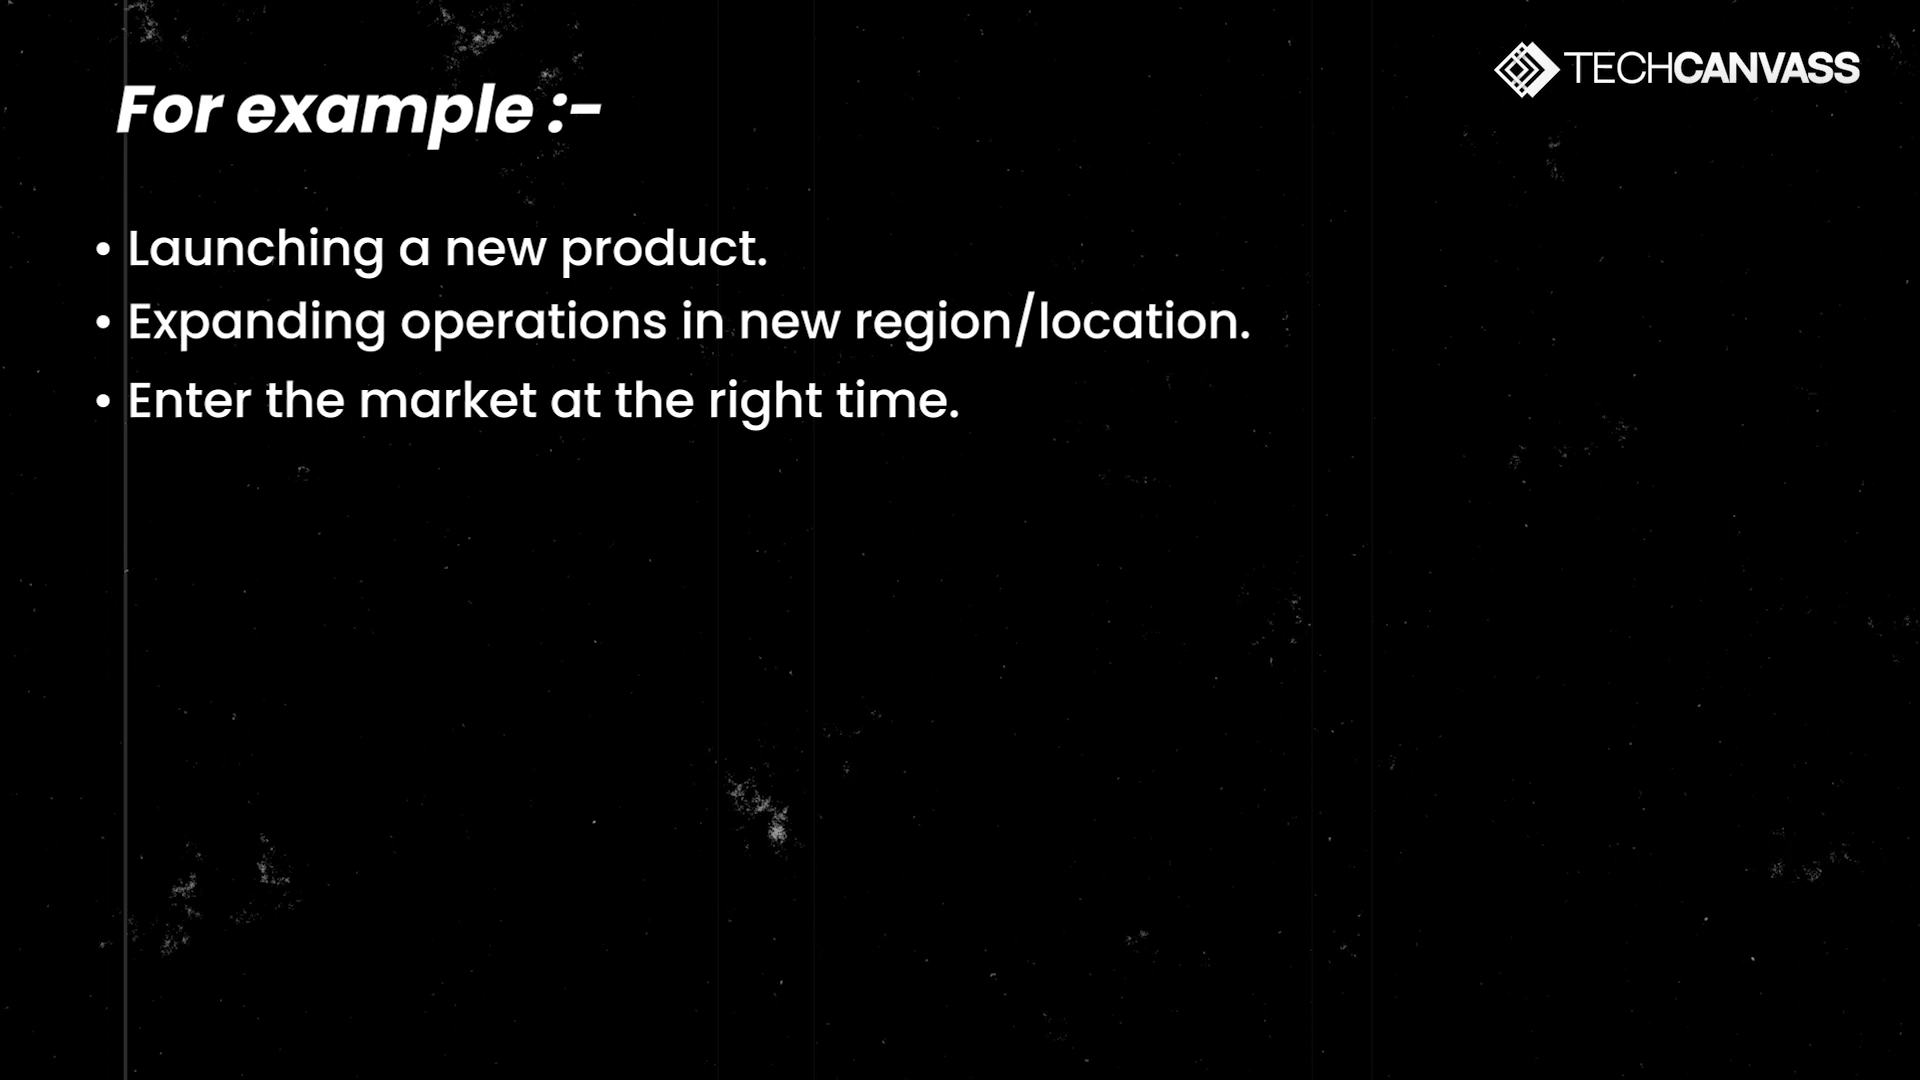 TECHCANVASS
For example :-
• Launching a new product.
• Expanding operations in new region/location.
• Enter the market at the right time.